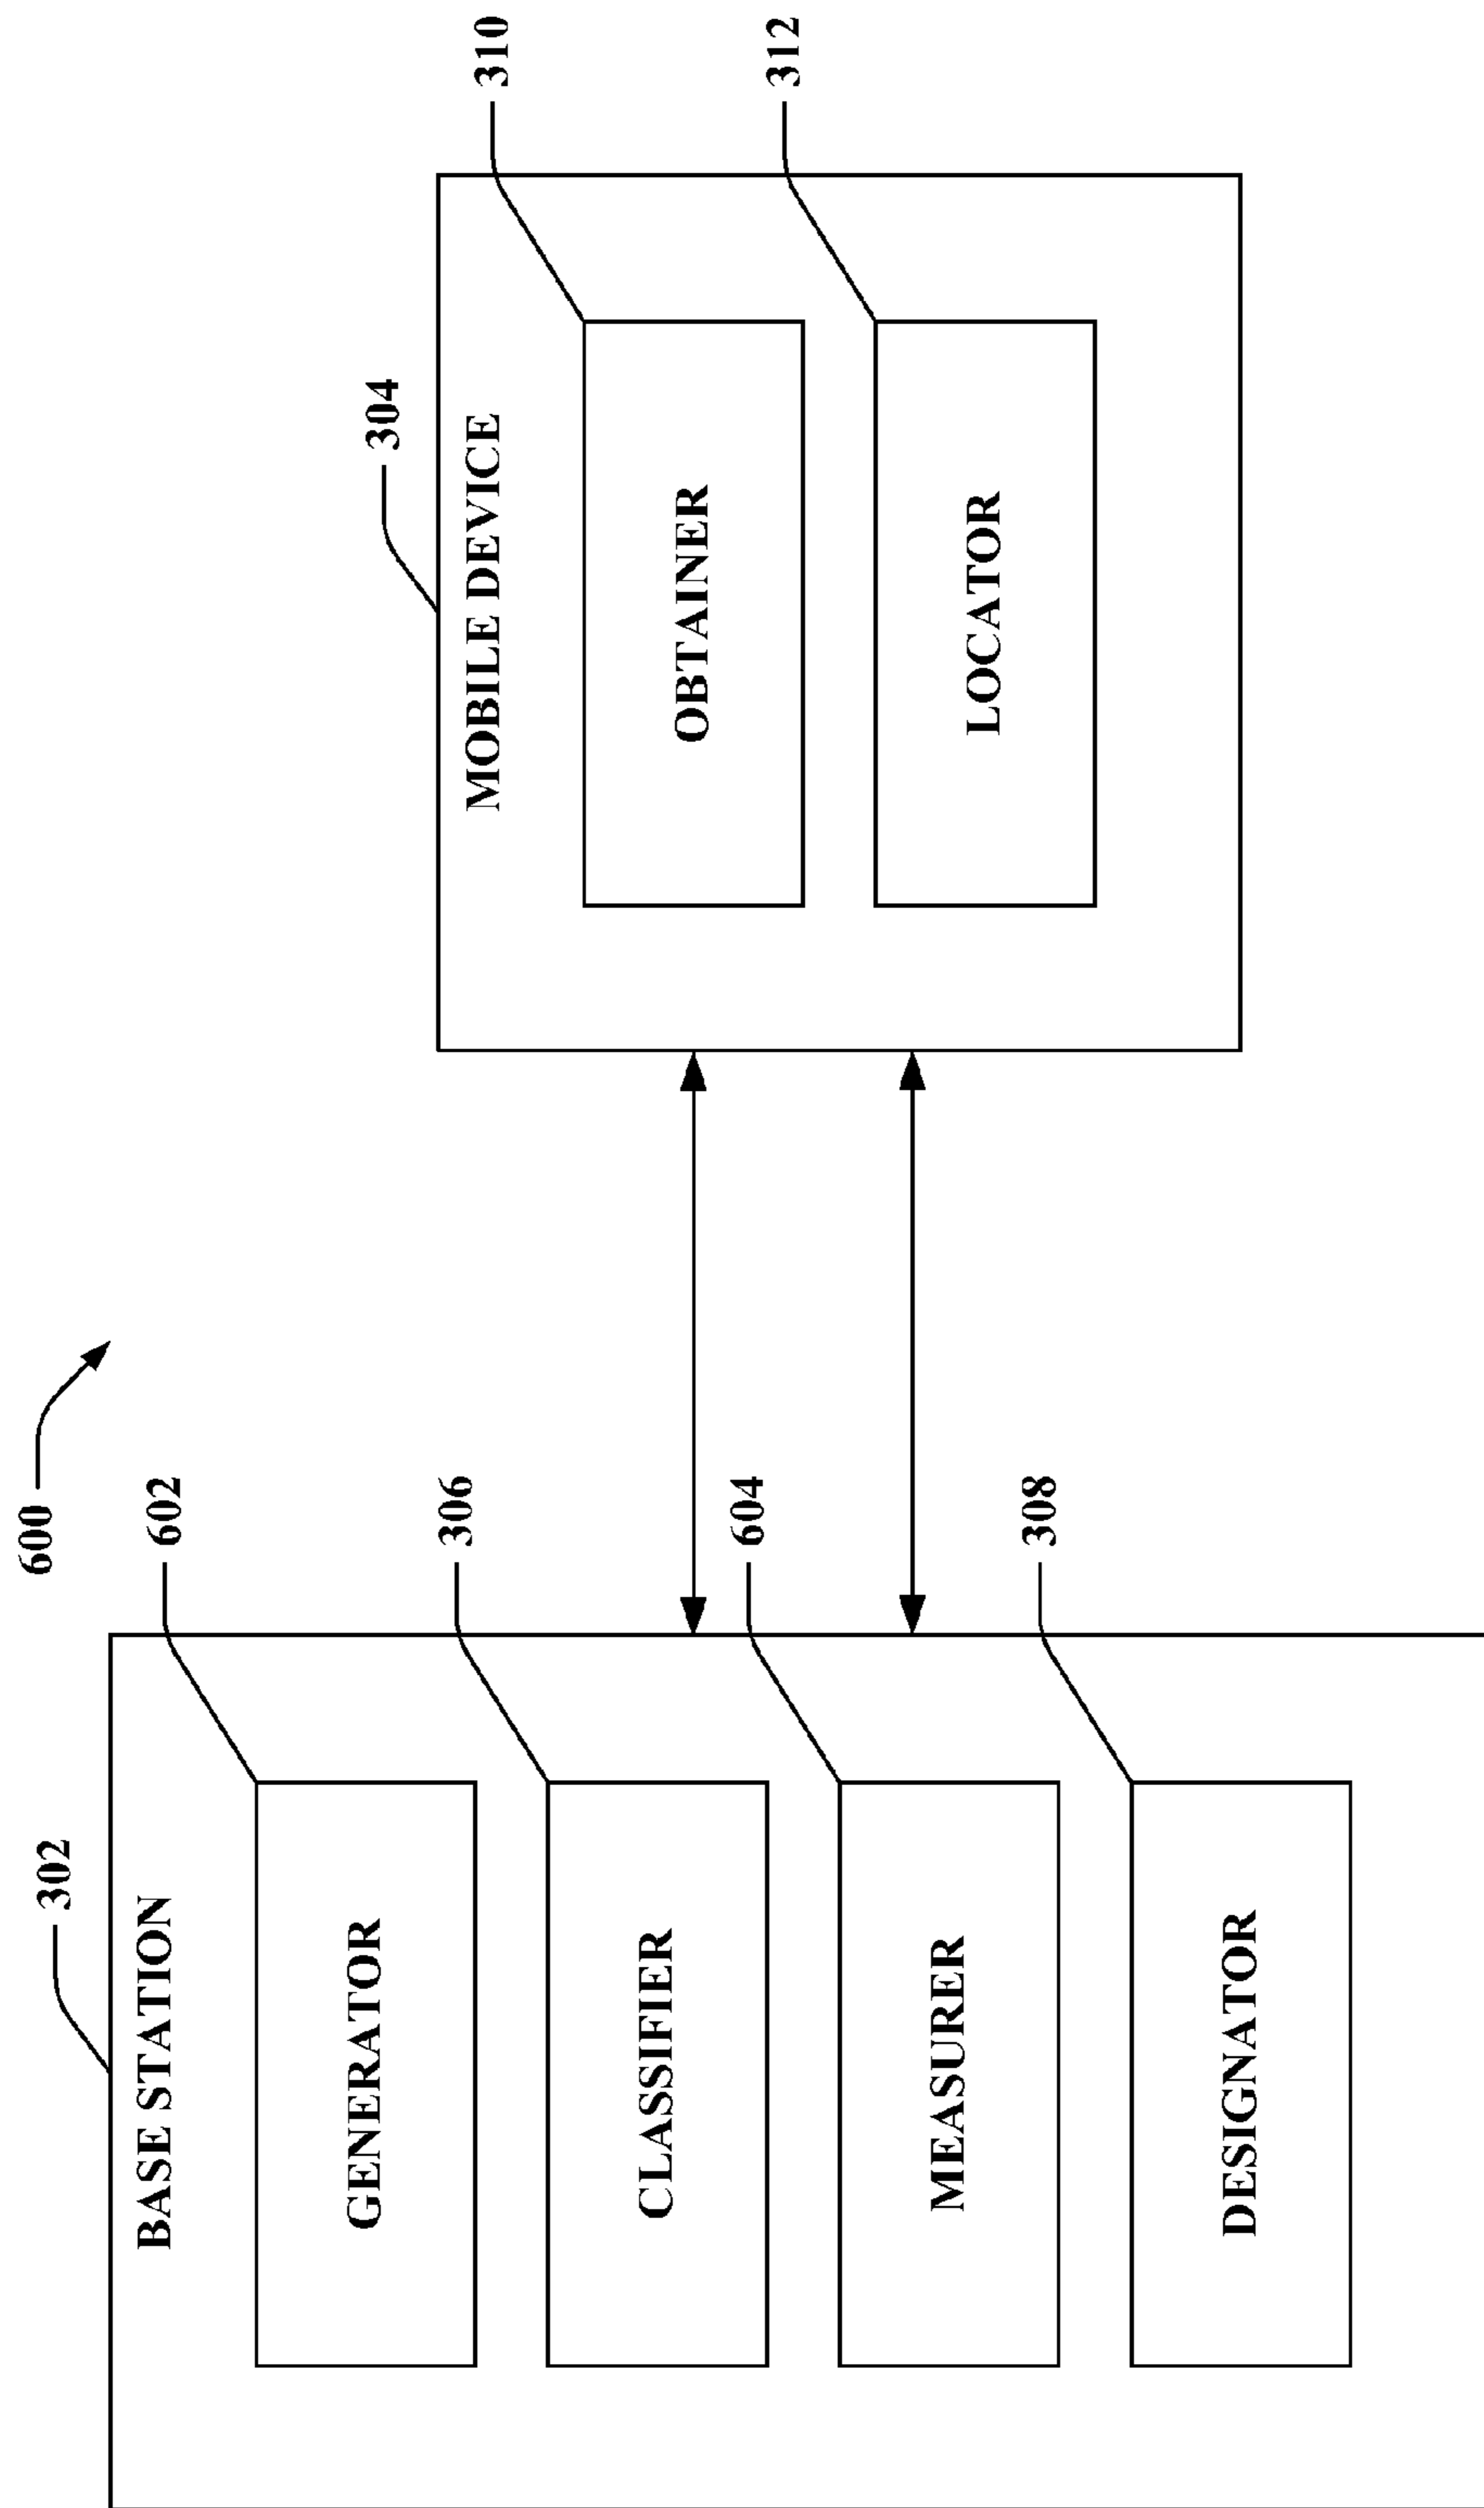 600
302
BASE STATION
602
GENERATOR
306
CLASSIFIER
604
MEASURER
308
DESIGNATOR
304
MOBILE DEVICE
310
OBTAINER
312
LOCATOR